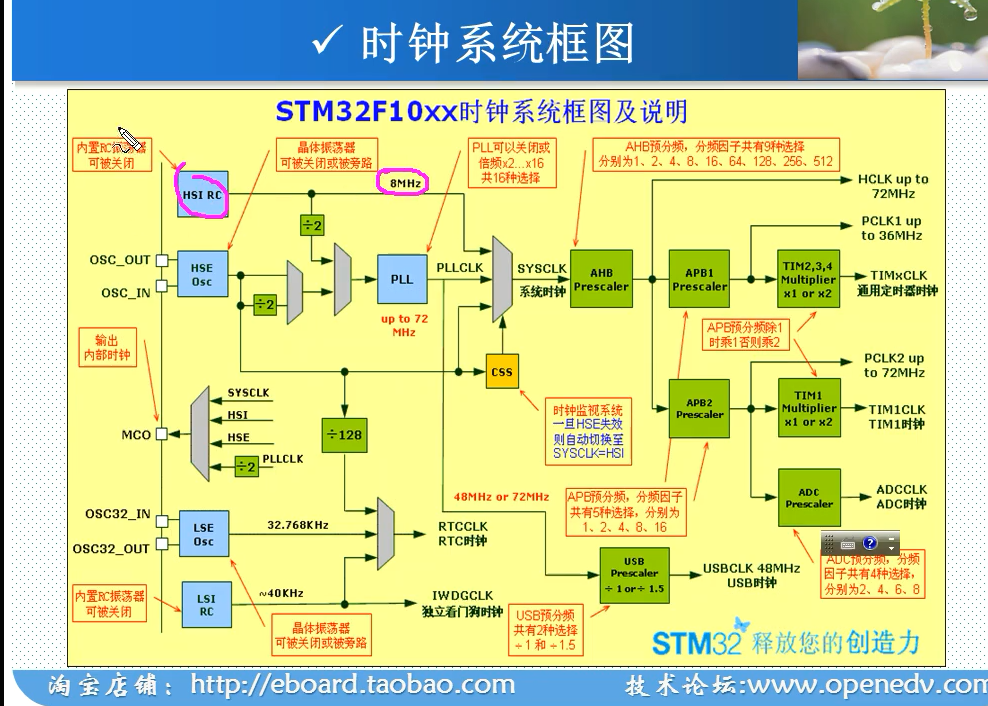 ✓ 时钟系统框图
STM32F10xx时钟系统框图及说明
内置RC振荡器
可被关闭
晶体振荡器
可被关闭或被旁路
PLL可以关闭或
倍频x2...x16
共16种选择
AHB预分频，分频因子共有9种选择
分别为1、2、4、8、16、64、128、256、512
HSI RC
8MHz
÷2
HCLK up to
72MHz
PCLK1 up
to 36MHz
OSC_OUT
OSC_IN
HSE
Osc
÷2
PLL
up to 72
MHz
PLLCLK
SYSCLK
系统时钟
AHB
Prescaler
APB1
Prescaler
TIM2,3,4
Multiplier
x1 or x2
TIMxCLK
通用定时器时钟
APB预分频除1
时乘1否则乘2
输出
内部时钟
CSS
时钟监视系统
一旦HSE失效
则自动切换至
SYSCLK=HSI
PCLK2 up
to 72MHz
APB2
Prescaler
TIM1
Multiplier
x1 or x2
TIM1CLK
TIM1时钟
MCO
SYSCLK
HSI
HSE
÷2
PLLCLK
÷128
48MHz or 72MHz
APB预分频，分频因子
共有5种选择，分别为
1、2、4、8、16
ADC
Prescaler
ADCCLK
ADC时钟
ADC预分频，分频
因子共有4种选择，
分别为2、4、6、8
OSC32_IN
OSC32_OUT
LSE
Osc
32.768KHz
RTCCLK
RTC时钟
USB
Prescaler
÷ 1 or÷ 1.5
USBCLK 48MHz
USB时钟
内置RC振荡器
可被关闭
LSI
RC
~40KHz
IWDGCLK
独立看门狗时钟
晶体振荡器
可被关闭或被旁路
USB预分频
共有2种选择
÷1 和 ÷1.5
STM32 释放您的创造力
淘宝店铺：http://eboard.taobao.com
技术论坛:www.openedv.com